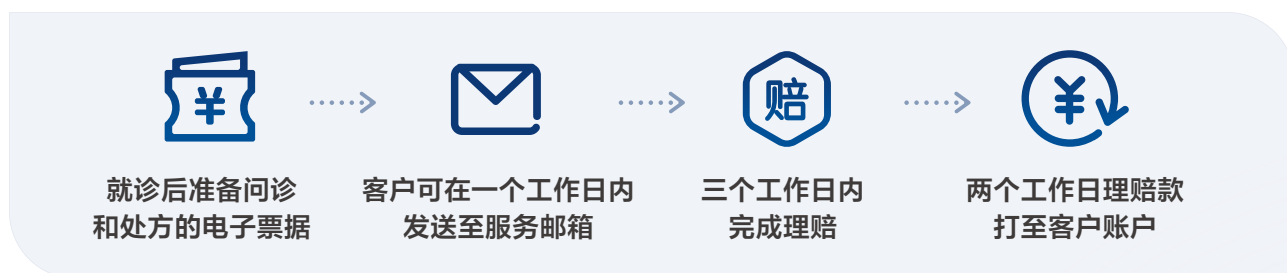 赔
就诊后准备问诊
和处方的电子票据
客户可在一个工作日内
发送至服务邮箱
三个工作日内
完成理赔
两个工作日理赔款
打至客户账户